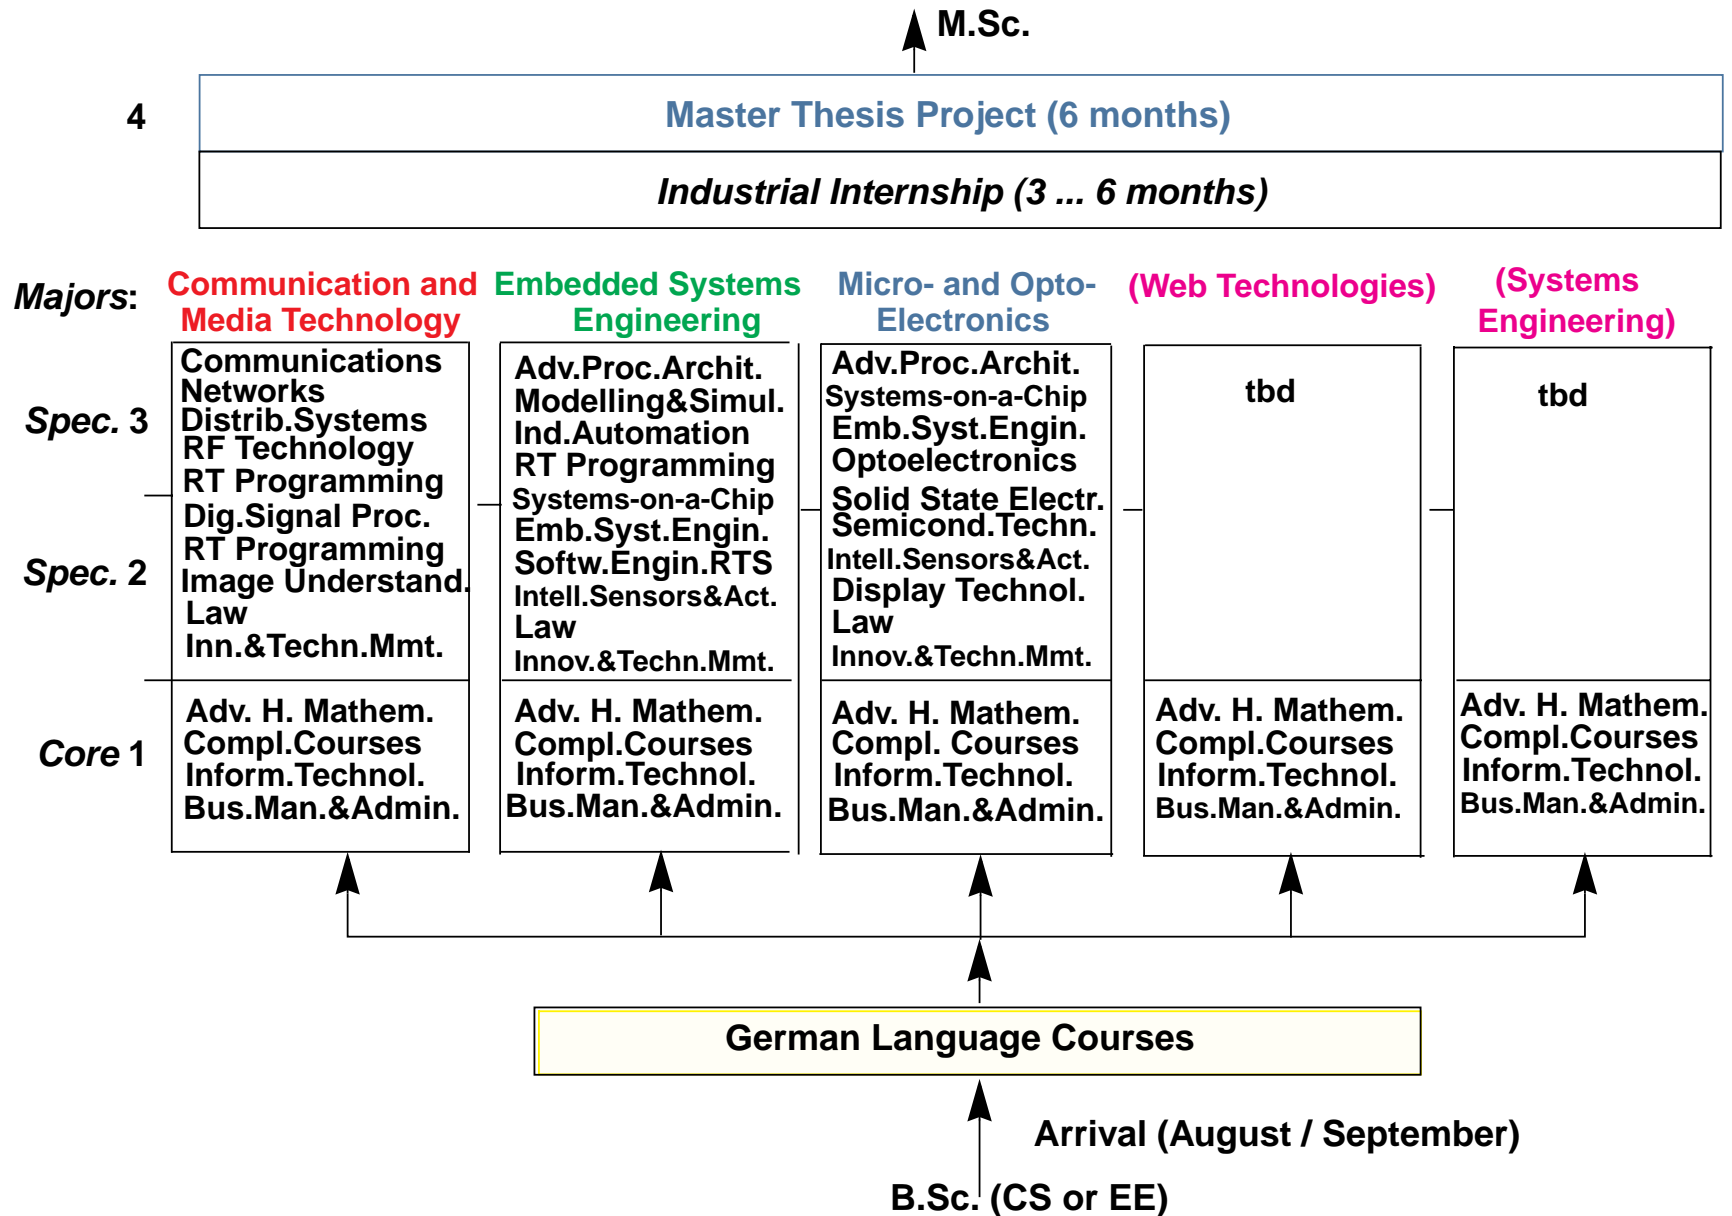 M.Sc.
4
Master Thesis Project (6 months)
Industrial Internship (3 ... 6 months)
Majors:
Communication and
Media Technology
Embedded Systems
Engineering
Micro- and Opto-
Electronics
(Web Technologies)
(Systems
Engineering)
Spec. 3
Spec. 2
Core 1
Communications
Networks
Distrib.Systems
RF Technology
RT Programming
Dig.Signal Proc.
RT Programming
Image Understand.
Law
Inn.&Techn.Mmt.
Adv. H. Mathem.
Compl.Courses
Inform.Technol.
Bus.Man.&Admin.
Adv.Proc.Archit.
Modelling&Simul.
Ind.Automation
RT Programming
Systems-on-a-Chip
Emb.Syst.Engin.
Softw.Engin.RTS
Intell.Sensors&Act.
Law
Innov.&Techn.Mmt.
Adv. H. Mathem.
Compl.Courses
Inform.Technol.
Bus.Man.&Admin.
Adv.Proc.Archit.
Systems-on-a-Chip
Emb.Syst.Engin.
Optoelectronics
Solid State Electr.
Semicond.Techn.
Intell.Sensors&Act.
Display Technol.
Law
Innov.&Techn.Mmt.
Adv. H. Mathem.
Compl. Courses
Inform.Technol.
Bus.Man.&Admin.
tbd
Adv. H. Mathem.
Compl.Courses
Inform.Technol.
Bus.Man.&Admin.
tbd
Adv. H. Mathem.
Compl.Courses
Inform.Technol.
Bus.Man.&Admin.
German Language Courses
Arrival (August / September)
B.Sc. (CS or EE)